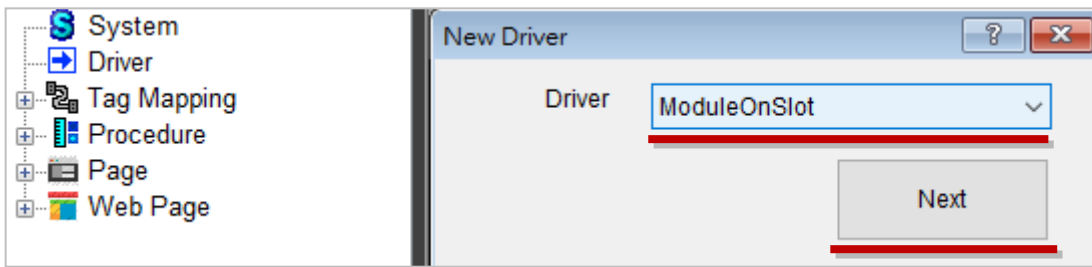 System
Driver
Tag Mapping
Procedure
Page
Web Page
New Driver
?
Driver
ModuleOnSlot
Next